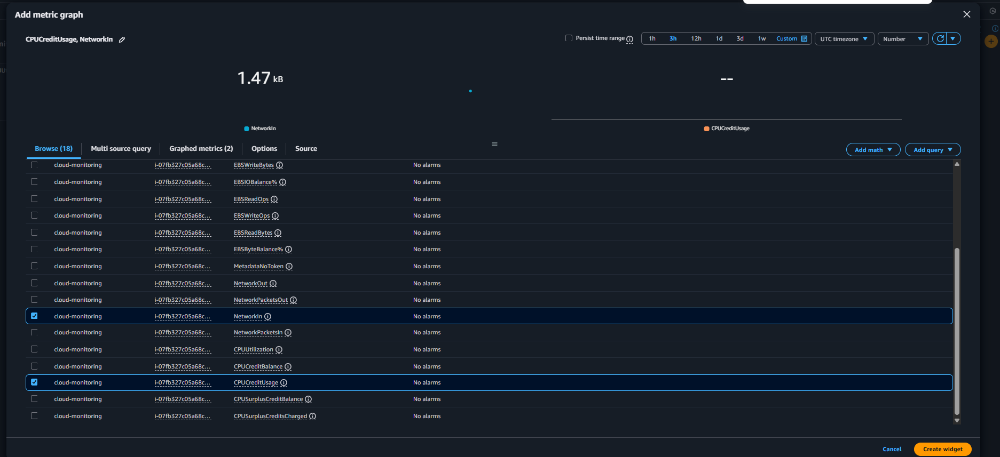 Add metric graph
CPUCreditUsage, NetworkIn
Persist time range
1h 3h 12h 1d 3d 1w Custom
UTC timezone
Number
1.47 kB
--
NetworkIn
CPUCreditUsage
Browse (18) Multi source query Graphed metrics (2) Options Source
Add math Add query
cloud-monitoring i-07fb327c05a68c... EBSWriteBytes No alarms
cloud-monitoring i-07fb327c05a68c... EBSIOBalance% No alarms
cloud-monitoring i-07fb327c05a68c... EBSReadOps No alarms
cloud-monitoring i-07fb327c05a68c... EBSWriteOps No alarms
cloud-monitoring i-07fb327c05a68c... EBSReadBytes No alarms
cloud-monitoring i-07fb327c05a68c... EBSByteBalance% No alarms
cloud-monitoring i-07fb327c05a68c... MetadataNoToken No alarms
cloud-monitoring i-07fb327c05a68c... NetworkOut No alarms
cloud-monitoring i-07fb327c05a68c... NetworkPacketsOut No alarms
cloud-monitoring i-07fb327c05a68c... NetworkIn No alarms
cloud-monitoring i-07fb327c05a68c... NetworkPacketsIn No alarms
cloud-monitoring i-07fb327c05a68c... CPUUtilization No alarms
cloud-monitoring i-07fb327c05a68c... CPUCreditBalance No alarms
cloud-monitoring i-07fb327c05a68c... CPUCreditUsage No alarms
cloud-monitoring i-07fb327c05a68c... CPUSurplusCreditBalance No alarms
cloud-monitoring i-07fb327c05a68c... CPUSurplusCreditsCharged No alarms
Cancel Create widget